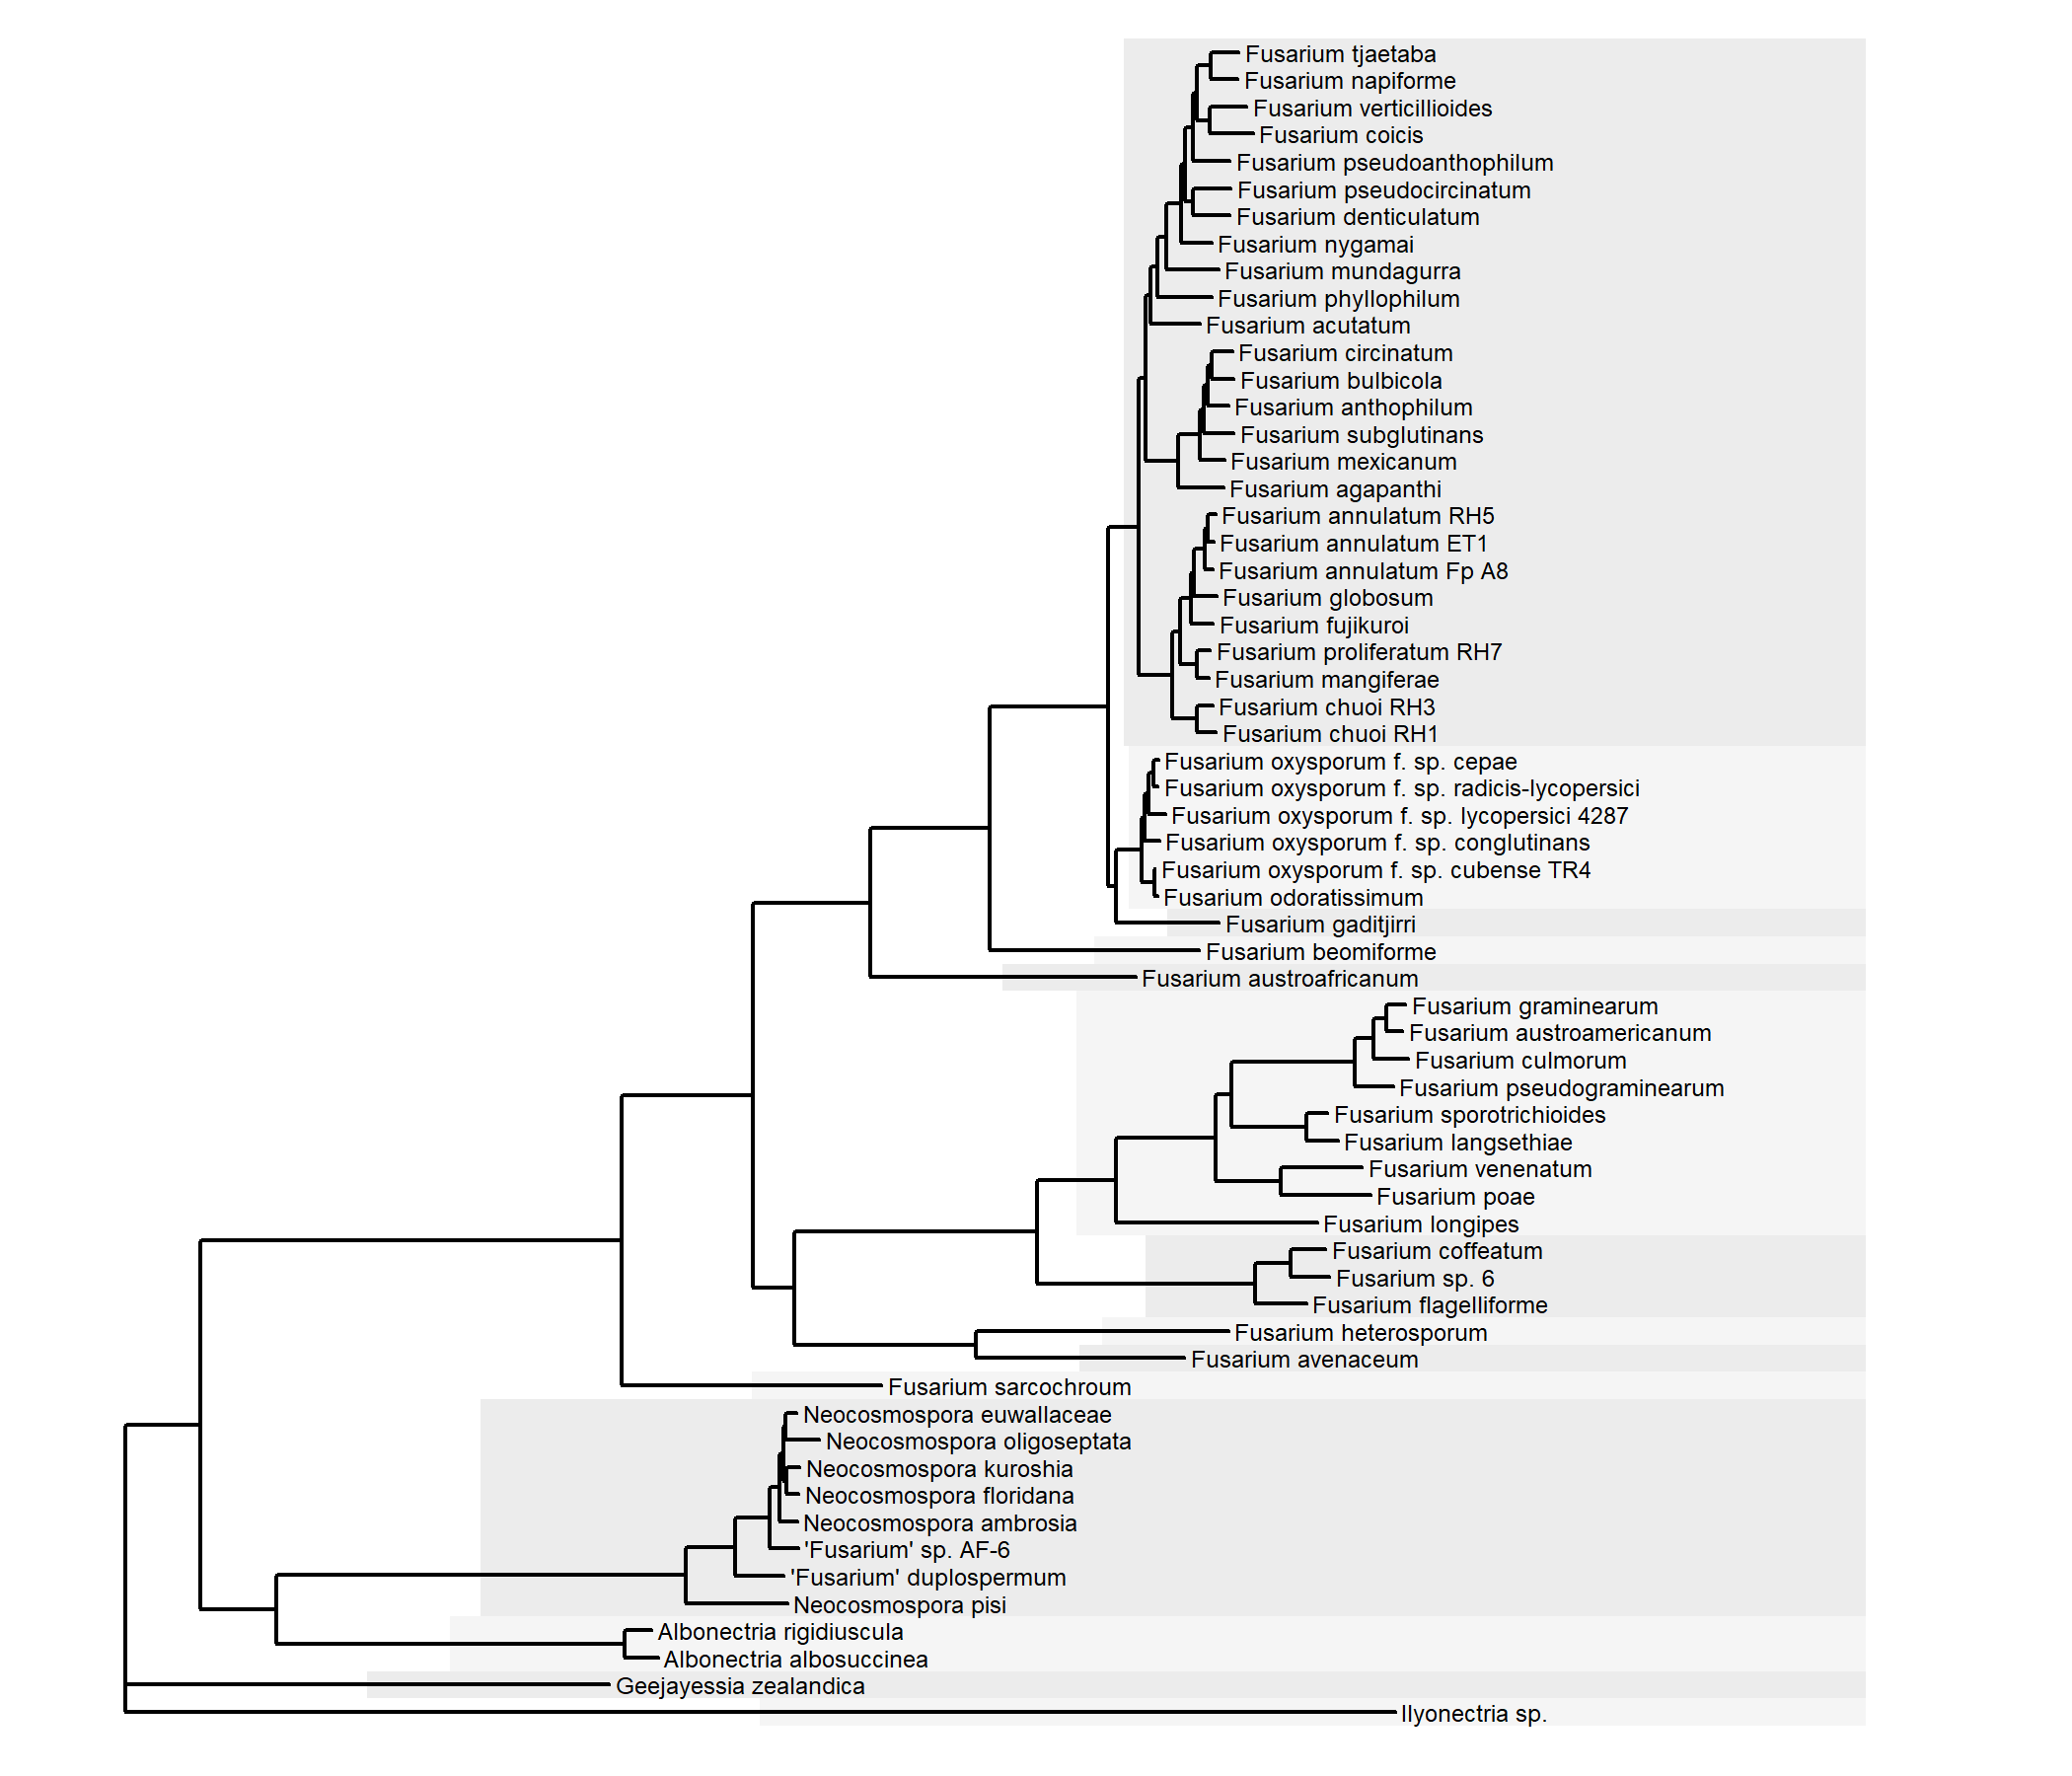 Fusarium tjaetaba
Fusarium napiforme
Fusarium verticillioides
Fusarium coicis
Fusarium pseudoanthophilum
Fusarium pseudocircinatum
Fusarium denticulatum
Fusarium nygamai
Fusarium mundagurra
Fusarium phyllophilum
Fusarium acutatum
Fusarium circinatum
Fusarium bulbicola
Fusarium anthophilum
Fusarium subglutinans
Fusarium mexicanum
Fusarium agapanthi
Fusarium annulatum RH5
Fusarium annulatum ET1
Fusarium annulatum Fp A8
Fusarium globosum
Fusarium fujikuroi
Fusarium proliferatum RH7
Fusarium mangiferae
Fusarium chuoi RH3
Fusarium chuoi RH1
Fusarium oxysporum f. sp. cepae
Fusarium oxysporum f. sp. radicis-lycopersici
Fusarium oxysporum f. sp. lycopersici 4287
Fusarium oxysporum f. sp. conglutinans
Fusarium oxysporum f. sp. cubense TR4
Fusarium odoratissimum
Fusarium gaditjirri
Fusarium beomiforme
Fusarium austroafricanum
Fusarium graminearum
Fusarium austroamericanum
Fusarium culmorum
Fusarium pseudograminearum
Fusarium sporotrichioides
Fusarium langsethiae
Fusarium venenatum
Fusarium poae
Fusarium longipes
Fusarium coffeatum
Fusarium sp. 6
Fusarium flagelliforme
Fusarium heterosporum
Fusarium avenaceum
Fusarium sarcochroum
Neocosmospora euwallaceae
Neocosmospora oligoseptata
Neocosmospora kuroshia
Neocosmospora floridana
Neocosmospora ambrosia
'Fusarium' sp. AF-6
'Fusarium' duplospermum
Neocosmospora pisi
Albonectria rigidiuscula
Albonectria albosuccinea
Geejayessia zealandica
Ilyonectria sp.